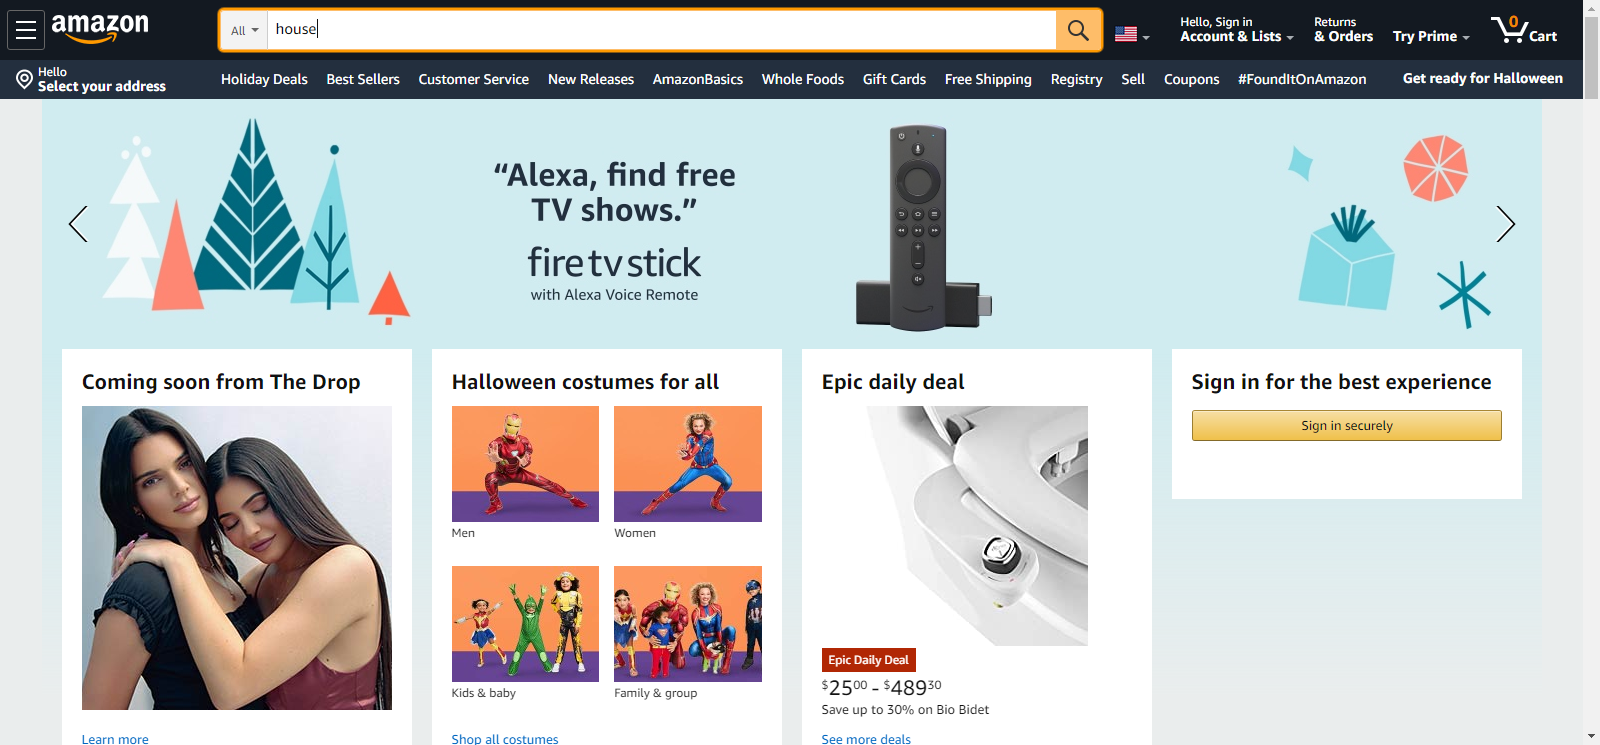 amazon
All
house
Hello, Sign in
Account & Lists
Returns
& Orders
Try Prime
0
Cart
Hello
Select your address
Holiday Deals
Best Sellers
Customer Service
New Releases
AmazonBasics
Whole Foods
Gift Cards
Free Shipping
Registry
Sell
Coupons
#FoundItOnAmazon
Get ready for Halloween
“Alexa, find free
TV shows.”
fire tv stick
with Alexa Voice Remote
Coming soon from The Drop
Learn more
Halloween costumes for all
Men
Women
Kids & baby
Family & group
Shop all costumes
Epic daily deal
Epic Daily Deal
$2500 - $48930
Save up to 30% on Bio Bidet
See more deals
Sign in for the best experience
Sign in securely